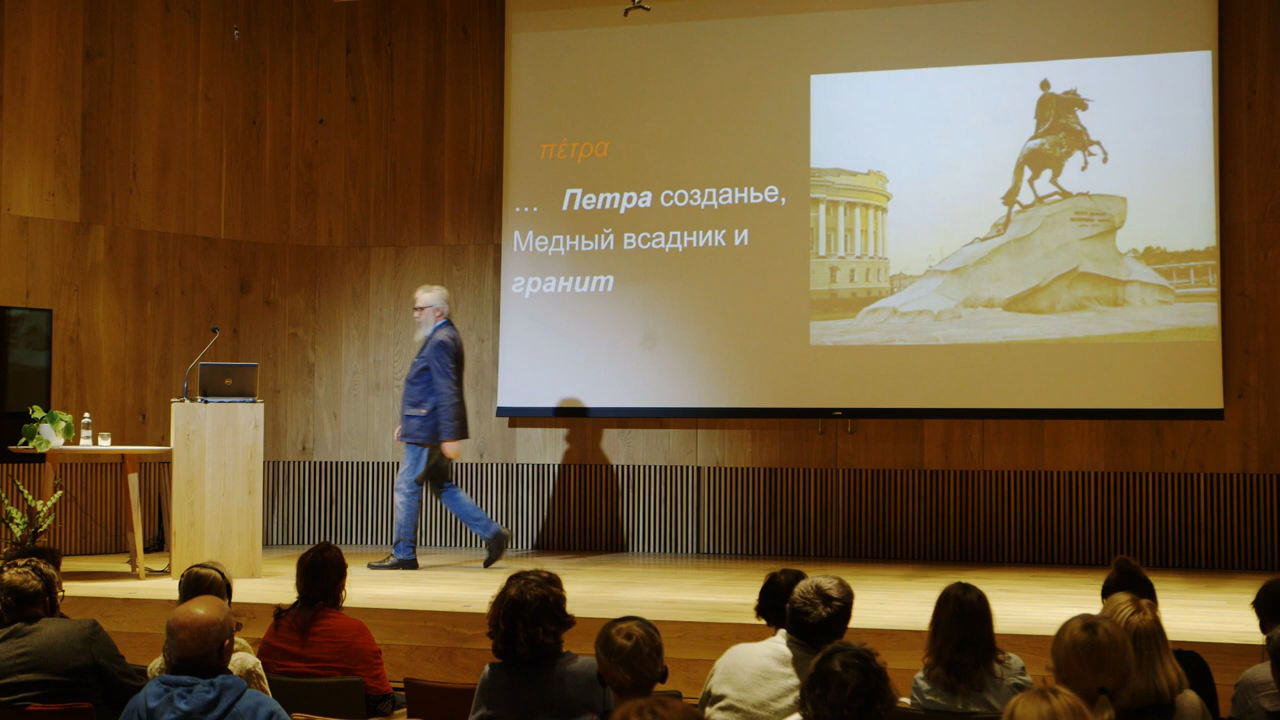 πέτρα
... Петра созданье,
Медный всадник и
гранит